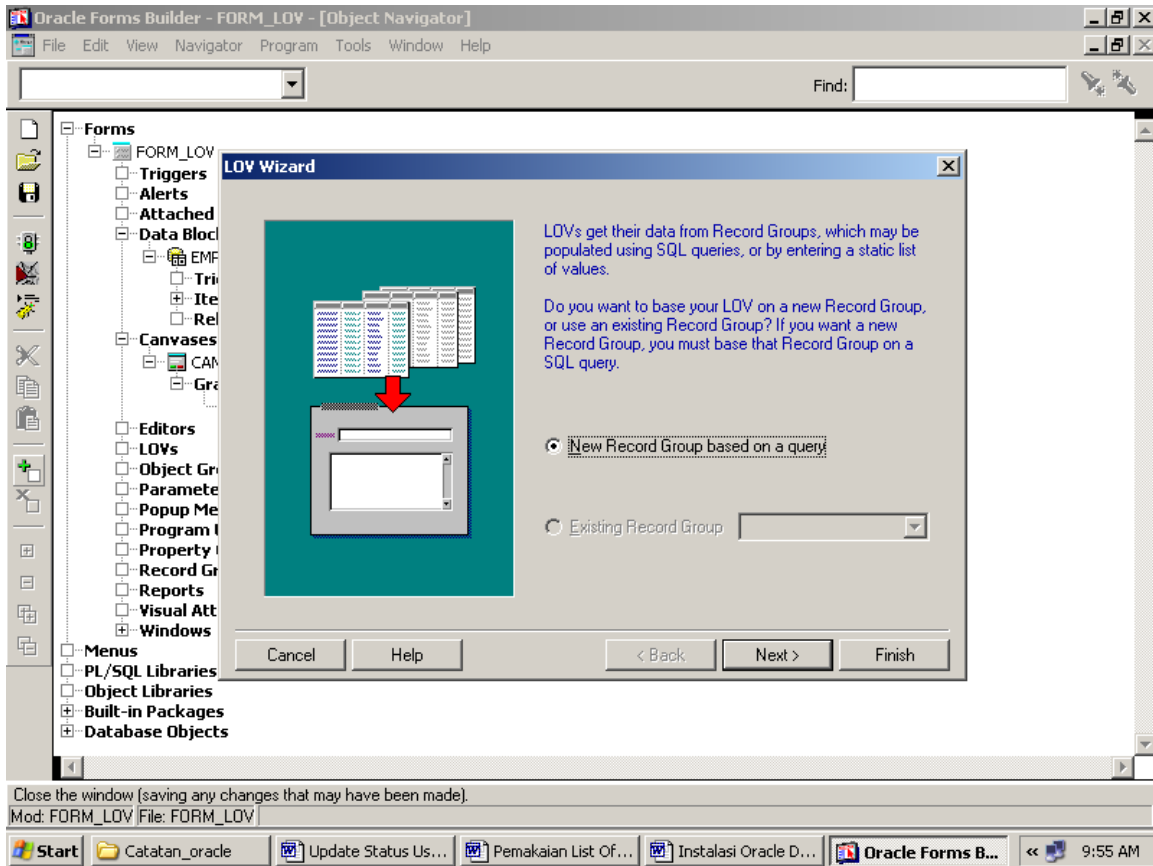 Oracle Forms Builder - FORM_LOV - [Object Navigator]
File Edit View Navigator Program Tools Window Help
Find:
Forms
FORM_LOV
Triggers
Alerts
Attached
Data Bloc
EMP
Tri
Ite
Rel
Canvases
CAN
Gra
Editors
LOVs
Object Gr
Paramete
Popup Me
Program
Property
Record Gr
Reports
Visual Att
Windows
Menus
PL/SQL Libraries
Object Libraries
Built-in Packages
Database Objects
LOV Wizard
LOVs get their data from Record Groups, which may be
populated using SQL queries, or by entering a static list
of values.
Do you want to base your LOV on a new Record Group,
or use an existing Record Group? If you want a new
Record Group, you must base that Record Group on a
SQL query.
New Record Group based on a query
Existing Record Group
Cancel Help < Back Next > Finish
Close the window (saving any changes that may have been made).
Mod: FORM_LOV File: FORM_LOV
Start Catatan_oracle Update Status Us... Pemakaian List Of... Instalasi Oracle D... Oracle Forms B... « 9:55 AM